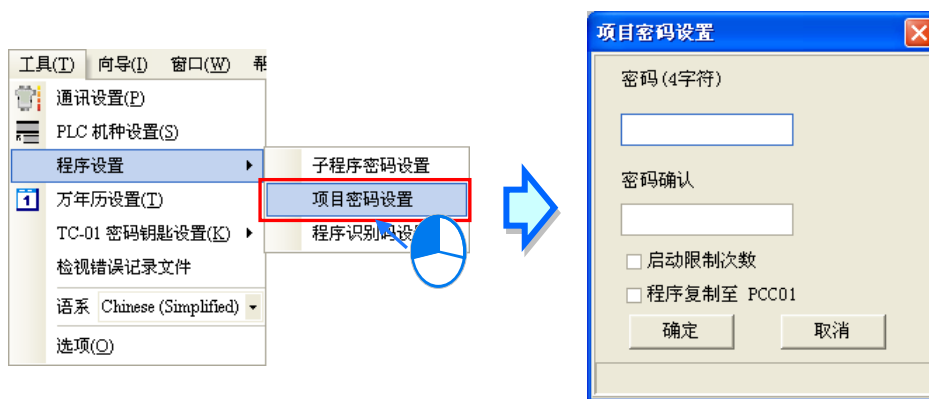 工具(T) 向导(I) 窗口(W)
通讯设置(P)
PLC 机种设置(S)
程序设置
万年历设置(T)
TC-01 密码钥匙设置(K)
检视错误记录文件
语系 Chinese (Simplified)
选项(O)
子程序密码设置
项目密码设置
程序识别码设
项目密码设置
密码(4字符)
密码确认
启动限制次数
程序复制至 PCC01
确定 取消